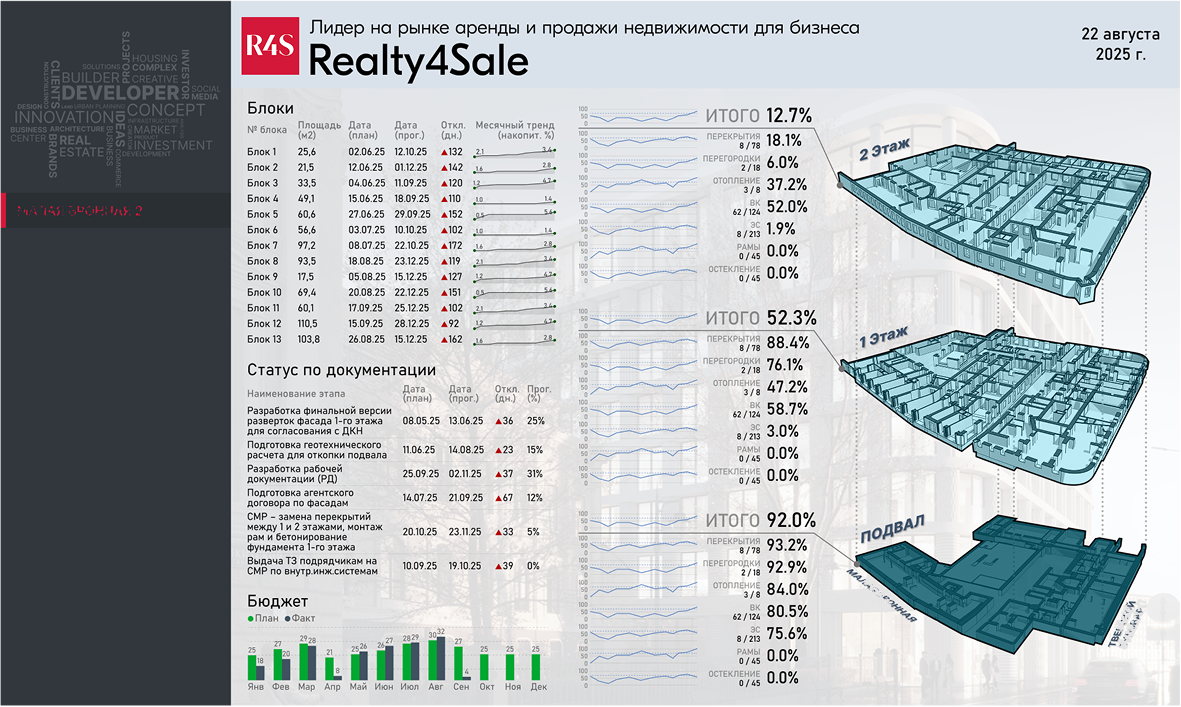 PROJECTS
INVESTOR
HOUSING
SOLUTIONS
COMPLEX
CLIENTS
BUILDER
CREATIVE
DEVELOPER
SOCIAL
MEDIA
DESIGN
URBAN PLANNING
CONCEPT
INNOVATION
IDEAS
INFRASTRUCTURE
BUSINESS
ARCHITECTURE
MARKET
CENTER
BRANDS
REAL
ESTATE
BUSINESS
COMMERCE
PRODUCT
INVESTMENT
DEVELOPMENT
R4S
Лидер на рынке аренды и продажи недвижимости для бизнеса
Realty4Sale
22 августа
2025 г.
Блоки
№ блока Площадь (м2) Дата (план) Дата (прог.) Откл. (дн.) Месячный тренд (накопит. %)
Блок 1 25,6 02.06.25 12.10.25 ▲132 2.1 3.4
Блок 2 21,5 12.06.25 01.12.25 ▲142 1.6 2.8
Блок 3 33,5 04.06.25 11.09.25 ▲120 1.2 4.7
Блок 4 49,1 15.06.25 18.09.25 ▲110 1.0 1.4
Блок 5 60,6 27.06.25 29.09.25 ▲152 0.5 5.6
Блок 6 56,6 03.07.25 10.10.25 ▲102 1.0 1.4
Блок 7 97,2 08.07.25 22.10.25 ▲172 1.6 2.8
Блок 8 93,5 18.08.25 23.12.25 ▲119 2.1 3.4
Блок 9 17,5 05.08.25 15.12.25 ▲127 1.2 4.7
Блок 10 69,4 20.08.25 22.12.25 ▲151 0.5 5.6
Блок 11 60,1 17.09.25 25.12.25 ▲102 2.1 3.4
Блок 12 110,5 15.09.25 28.12.25 ▲92 1.2 4.7
Блок 13 103,8 26.08.25 15.12.25 ▲162 1.6 2.8
Статус по документации
Наименование этапа Дата (план) Дата (прог.) Откл. (дн.) Прог. (%)
Разработка финальной версии
разверток фасада 1-го этажа 08.05.25 13.06.25 ▲36 25%
для согласования с ДКН
Подготовка геотехнического
расчета для откопки подвала 11.06.25 14.08.25 ▲23 15%
Разработка рабочей
документации (РД) 25.09.25 02.11.25 ▲37 31%
Подготовка агентского
договора по фасадам 14.07.25 21.09.25 ▲67 12%
СМР – замена перекрытий
между 1 и 2 этажами, монтаж
рам и бетонирование 20.10.25 23.11.25 ▲33 5%
фундамента 1-го этажа
Выдача ТЗ подрядчикам на
СМР по внутр.инж.системам 10.09.25 19.10.25 ▲39 0%
Бюджет
План Факт
25 18 27 20 29 28 21 8 25 26 26 27 28 29 30 32 27 4 25 25 25
Янв Фев Мар Апр Май Июн Июл Авг Сен Окт Ноя Дек
ИТОГО 12.7%
ПЕРЕКРЫТИЯ
8 / 78 18.1%
ПЕРЕГОРОДКИ
2 / 18 6.0%
ОТОПЛЕНИЕ
3 / 8 37.2%
ВК
62 / 124 52.0%
ЭС
8 / 213 1.9%
РАМЫ
0 / 45 0.0%
ОСТЕКЛЕНИЕ
0 / 45 0.0%
2 Этаж
ИТОГО 52.3%
ПЕРЕКРЫТИЯ
8 / 78 88.4%
ПЕРЕГОРОДКИ
2 / 18 76.1%
ОТОПЛЕНИЕ
3 / 8 47.2%
ВК
62 / 124 58.7%
ЭС
8 / 213 3.0%
РАМЫ
0 / 45 0.0%
ОСТЕКЛЕНИЕ
0 / 45 0.0%
1 Этаж
ИТОГО 92.0%
ПЕРЕКРЫТИЯ
8 / 78 93.2%
ПЕРЕГОРОДКИ
2 / 18 92.9%
ОТОПЛЕНИЕ
3 / 8 84.0%
ВК
62 / 124 80.5%
ЭС
8 / 213 75.6%
РАМЫ
0 / 45 0.0%
ОСТЕКЛЕНИЕ
0 / 45 0.0%
ПОДВАЛ